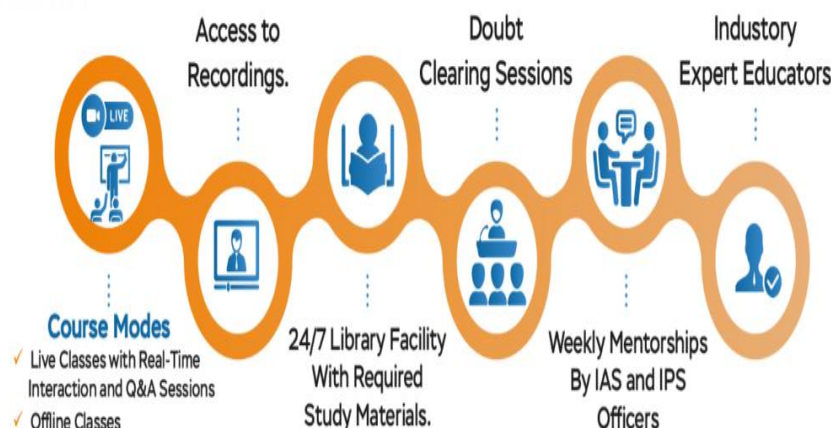 Access to
Recordings.
Doubt
Clearing Sessions
Industory
Expert Educators
LIVE
Course Modes
✓ Live Classes with Real-Time
Interaction and Q&A Sessions
✓ Offline Classes
24/7 Library Facility
With Required
Study Materials.
Weekly Mentorships
By IAS and IPS
Officers